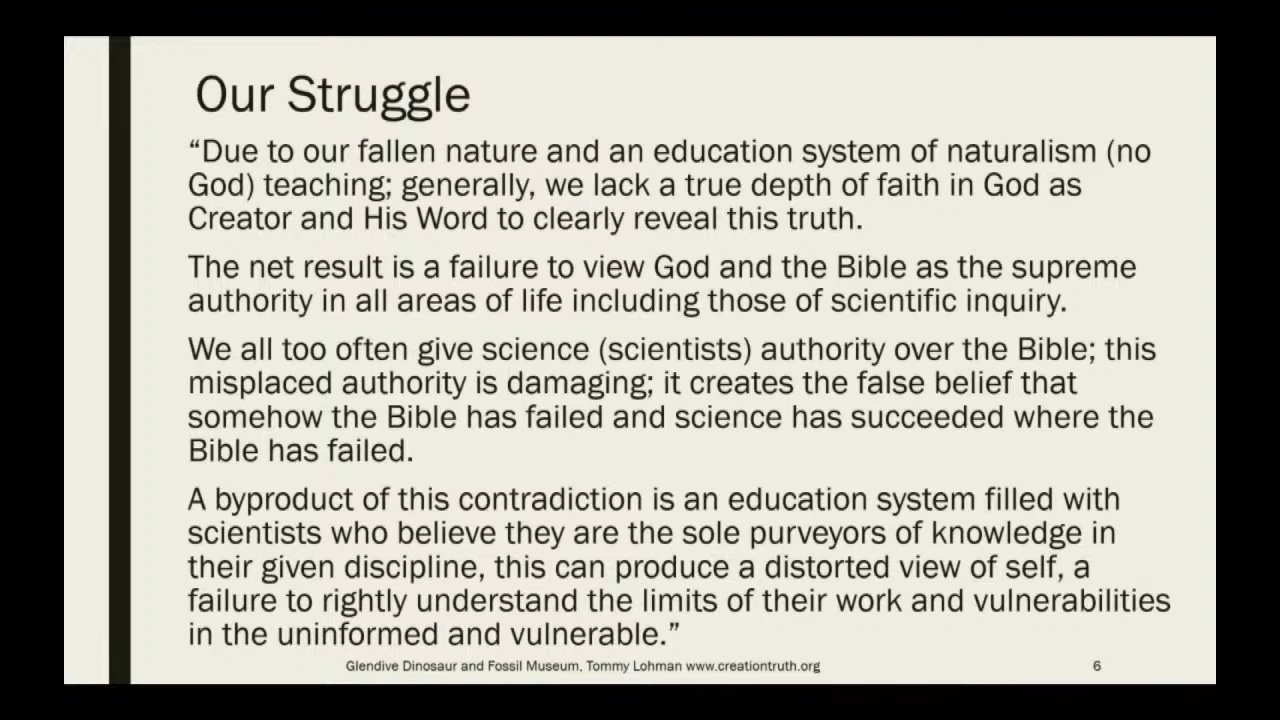 Our Struggle
“Due to our fallen nature and an education system of naturalism (no
God) teaching; generally, we lack a true depth of faith in God as
Creator and His Word to clearly reveal this truth.
The net result is a failure to view God and the Bible as the supreme
authority in all areas of life including those of scientific inquiry.
We all too often give science (scientists) authority over the Bible; this
misplaced authority is damaging; it creates the false belief that
somehow the Bible has failed and science has succeeded where the
Bible has failed.
A byproduct of this contradiction is an education system filled with
scientists who believe they are the sole purveyors of knowledge in
their given discipline, this can produce a distorted view of self, a
failure to rightly understand the limits of their work and vulnerabilities
in the uninformed and vulnerable.”
Glendive Dinosaur and Fossil Museum, Tommy Lohman www.creationtruth.org 6